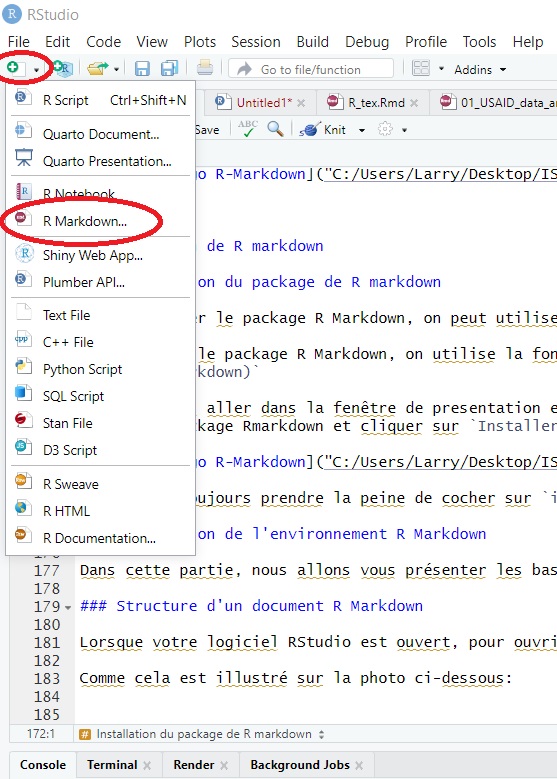 RStudio
File Edit Code View Plots Session Build Debug Profile Tools Help
Go to file/function Addins
R Script Ctrl+Shift+N
Quarto Document...
Quarto Presentation...
R Notebook
R Markdown...
Shiny Web App...
Plumber API...
Text File
C++ File
Python Script
SQL Script
Stan File
D3 Script
R Sweave
R HTML
R Documentation...
Untitled1* R_tex.Rmd 01_USAID_data_a
Save Knit
go R-Markdown]("C:/Users/Larry/Desktop/IS
de R markdown
ion du package de R markdown
er le package R Markdown, on peut utilise
le package R Markdown, on utilise la fon
kdown)`
aller dans la fenêtre de presentation e
kage Rmarkdown et cliquer sur `Installer
go R-Markdown]("C:/Users/Larry/Desktop/IS
oujours prendre la peine de cocher sur `i
ion de l'environnement R Markdown
176
177 Dans cette partie, nous allons vous présenter les bas
178
179 ### Structure d'un document R Markdown
180
181 Lorsque votre logiciel RStudio est ouvert, pour ouvri
182
183 Comme cela est illustré sur la photo ci-dessous:
184
185
172:1 # Installation du package de R markdown
Console Terminal Render Background Jobs